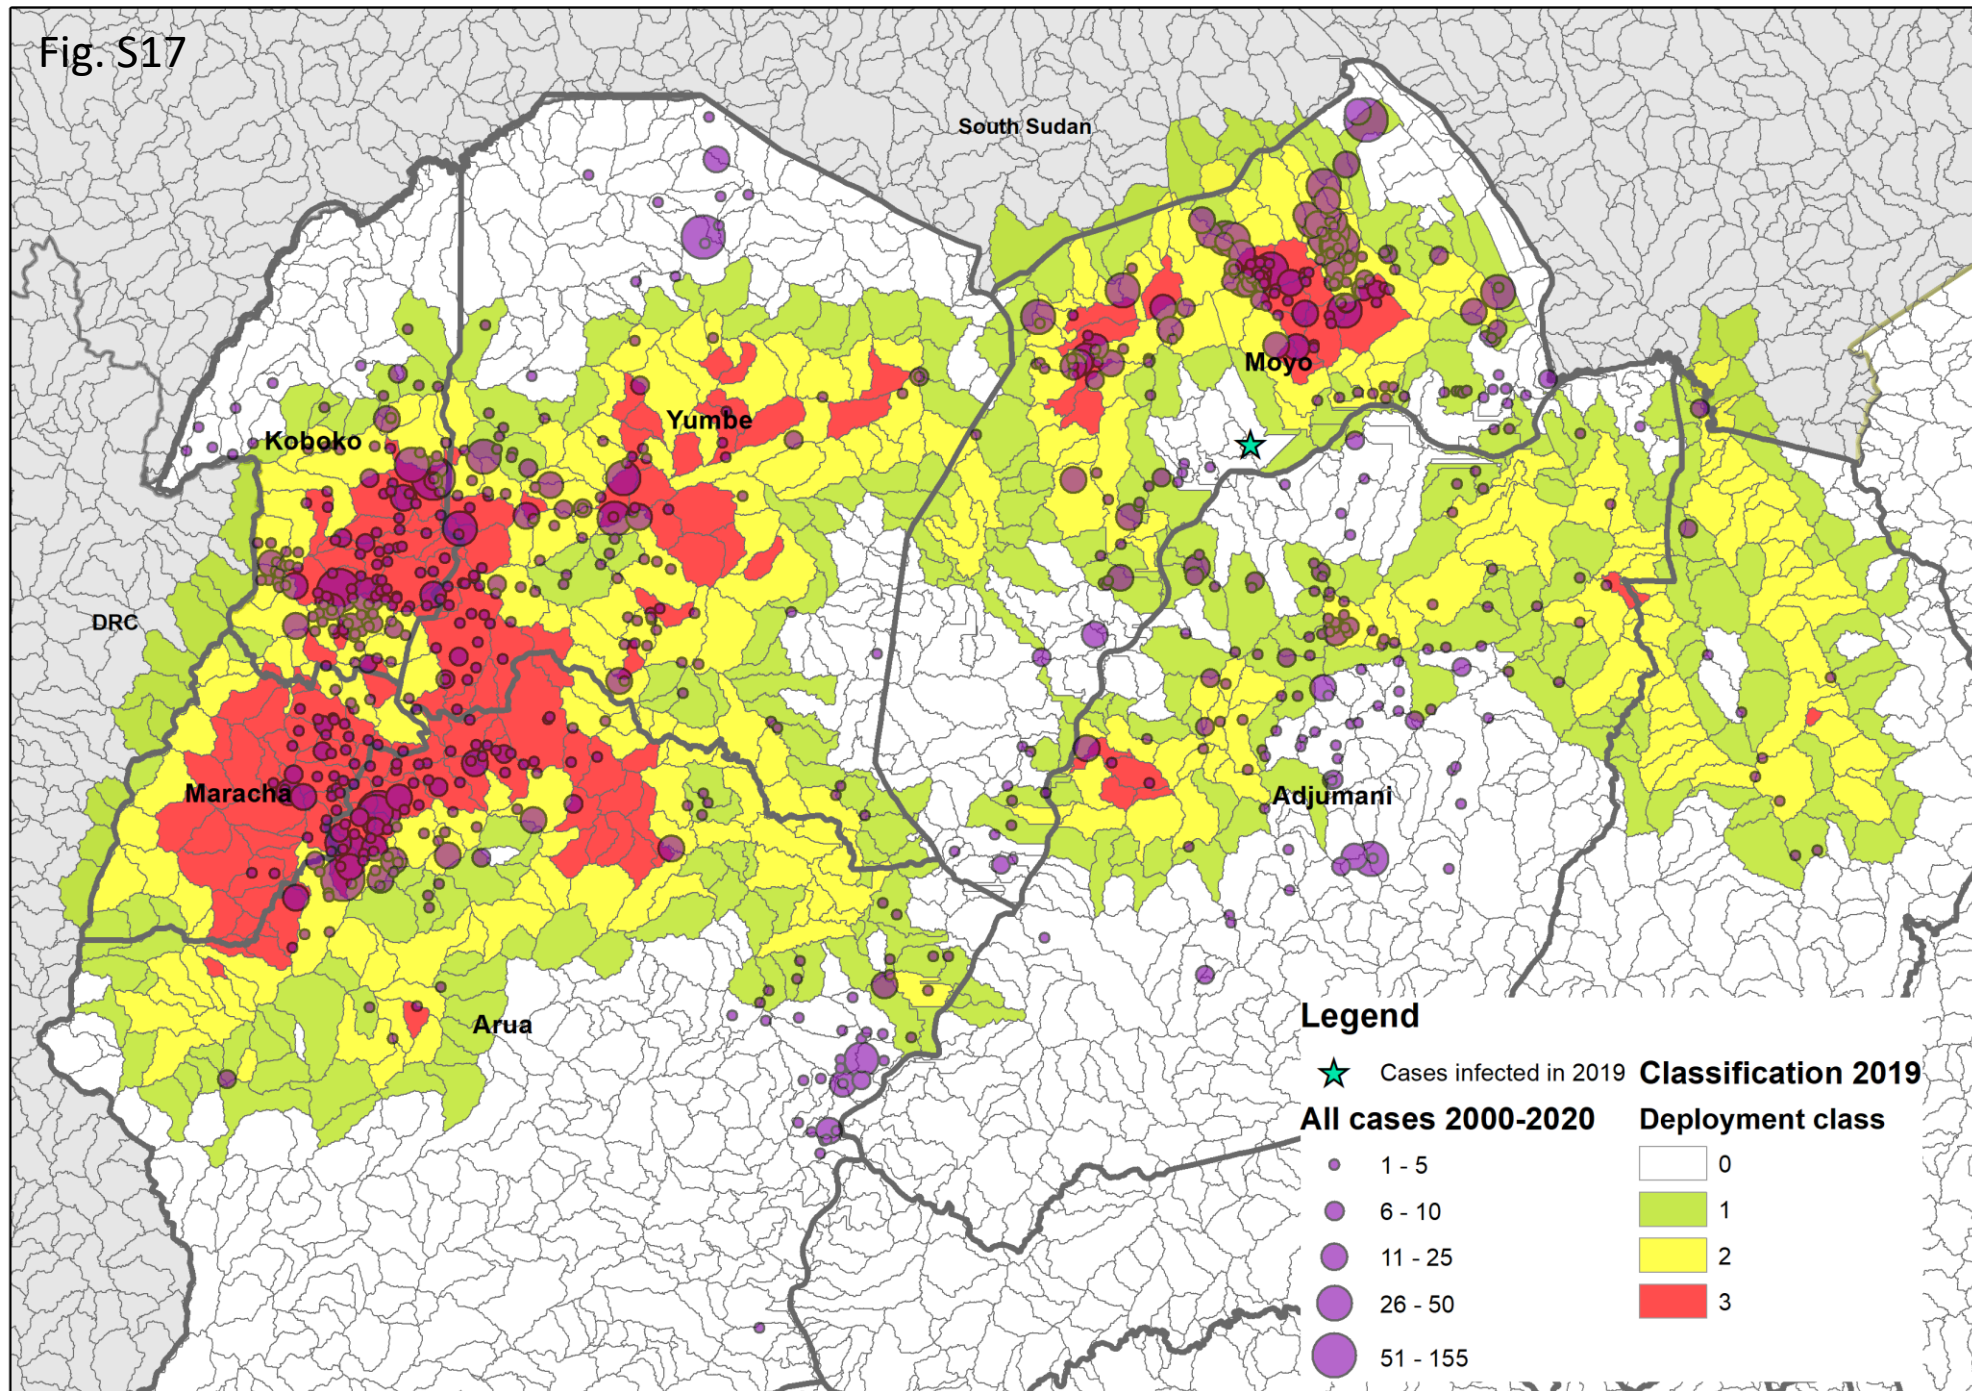 Fig. S17
South Sudan
Moyo
Yumbe
Koboko
DRC
Maracha
Adjumani
Arua
Legend
Cases infected in 2019
All cases 2000-2020
1 - 5
6 - 10
11 - 25
26 - 50
51 - 155
Classification 2019
Deployment class
0
1
2
3